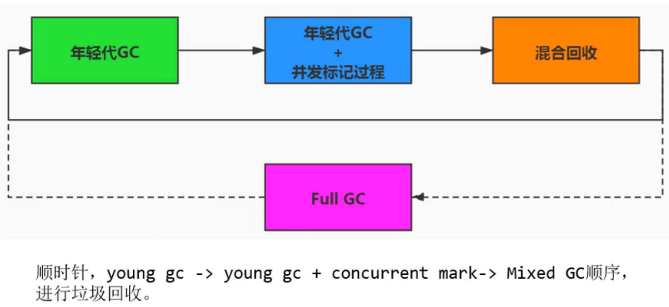 年轻代GC
年轻代GC
+
并发标记过程
混合回收
Full GC
顺时针，young gc -> young gc + concurrent mark-> Mixed GC顺序，
进行垃圾回收。